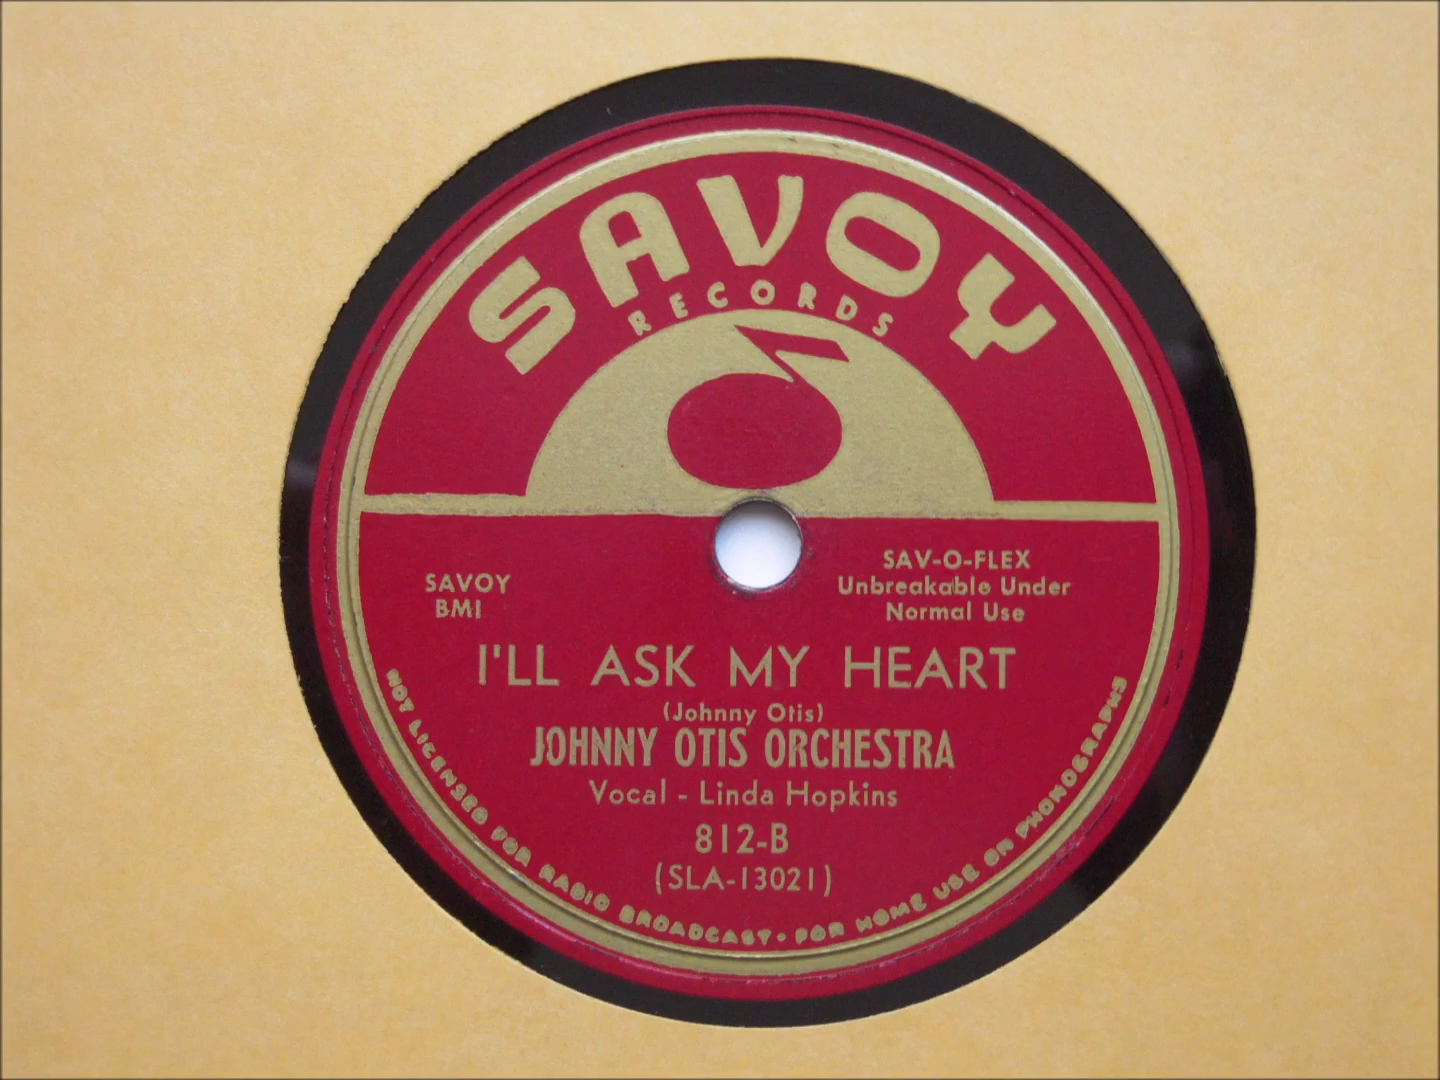 SAVOY
RECORDS
SAVOY
BMI
SAV-O-FLEX
Unbreakable Under
Normal Use
I'LL ASK MY HEART
(Johnny Otis)
JOHNNY OTIS ORCHESTRA
Vocal - Linda Hopkins
812-B
(SLA-13021)
NOT LICENSED FOR RADIO BROADCAST • FOR HOME USE ON PHONOGRAPHS